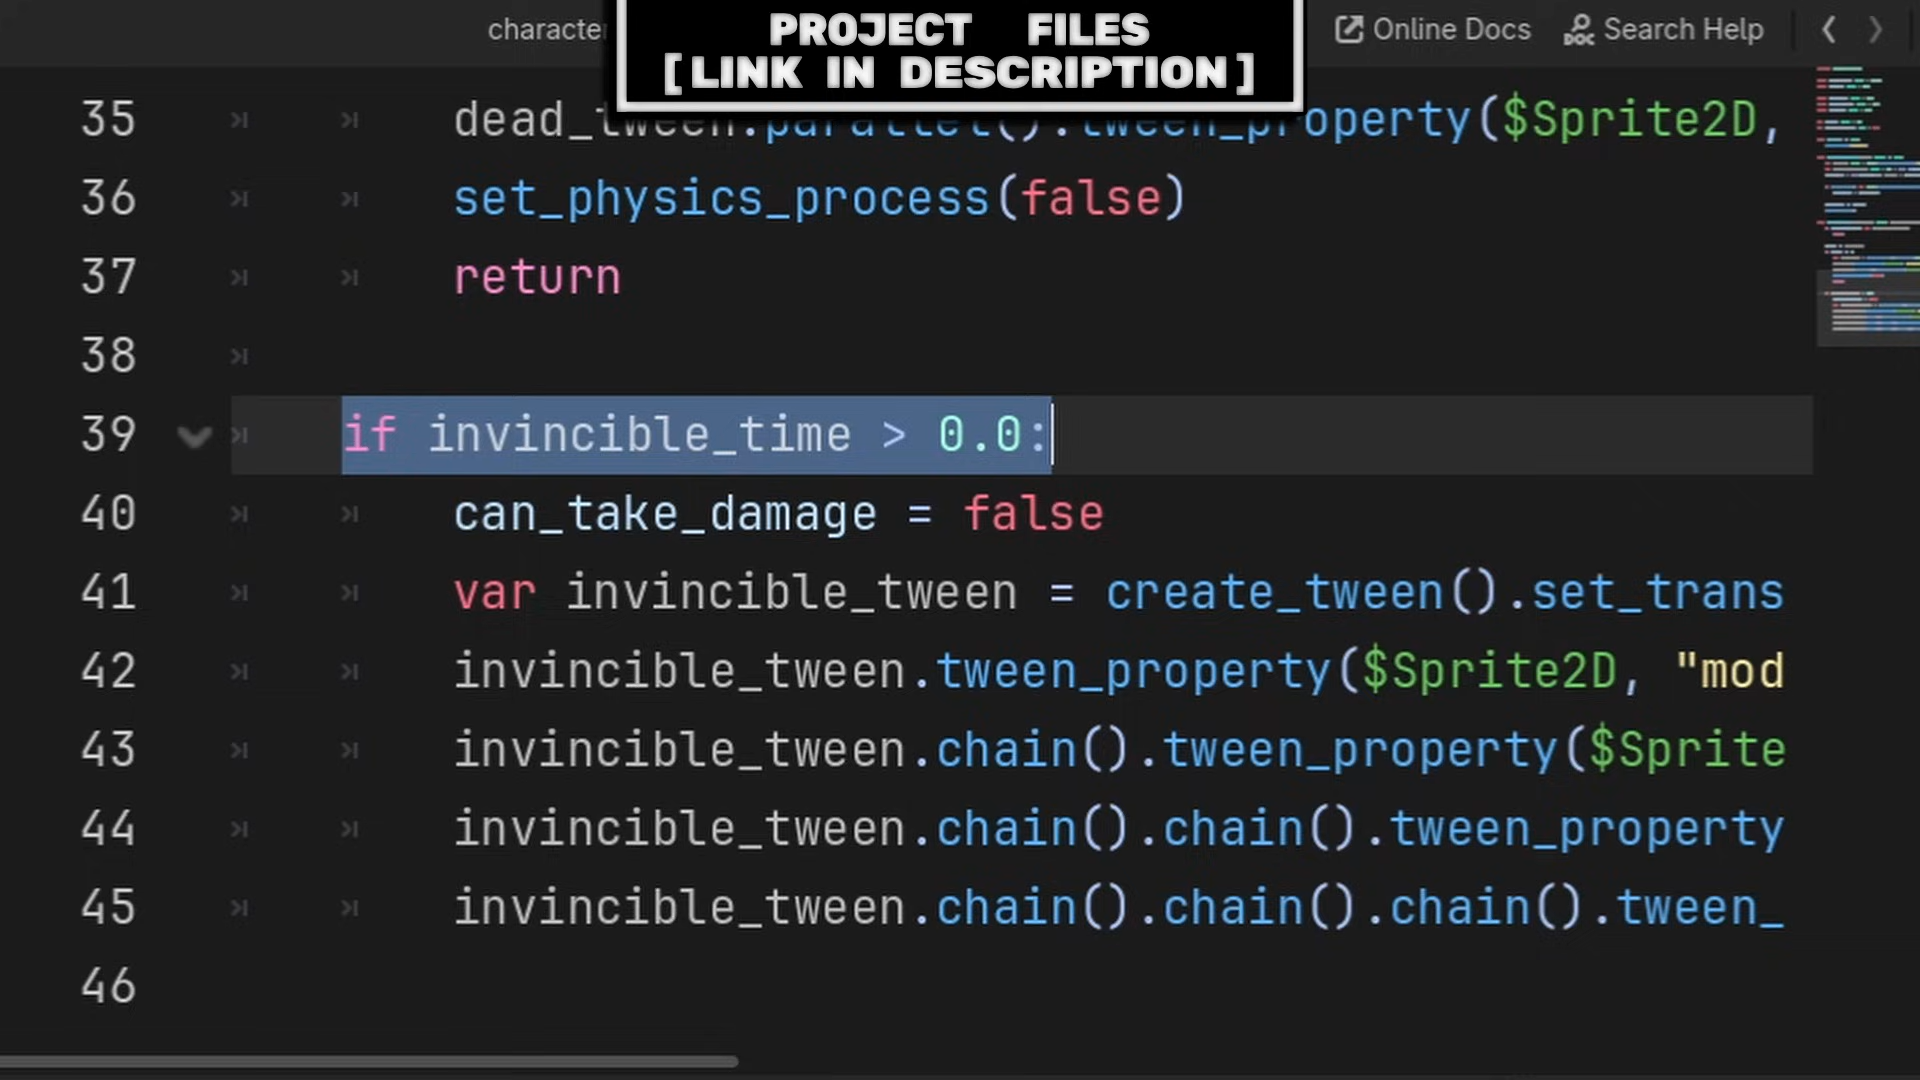 character
PROJECT FILES
[LINK IN DESCRIPTION]
Online Docs
Search Help
35 dead_tween.parallel().tween_property($Sprite2D,
36 set_physics_process(false)
37 return
38
39 if invincible_time > 0.0:
40 can_take_damage = false
41 var invincible_tween = create_tween().set_trans
42 invincible_tween.tween_property($Sprite2D, "mod
43 invincible_tween.chain().tween_property($Sprite
44 invincible_tween.chain().chain().tween_property
45 invincible_tween.chain().chain().chain().tween_
46